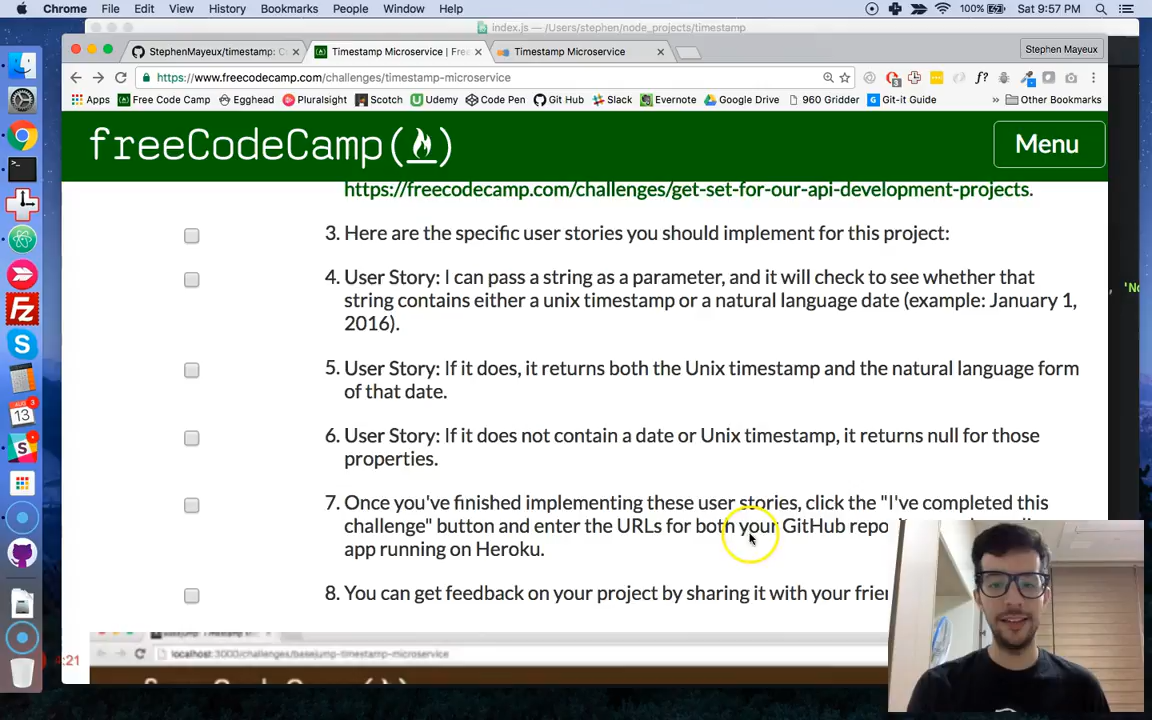 Chrome File Edit View History Bookmarks People Window Help 100% Sat 9:57 PM
index.js — /Users/stephen/node_projects/timestamp
StephenMayeux/timestamp: C Timestamp Microservice | Free Timestamp Microservice Stephen Mayeux
https://www.freecodecamp.com/challenges/timestamp-microservice
Apps Free Code Camp Egghead Pluralsight Scotch Udemy Code Pen Git Hub Slack Evernote Google Drive 960 Gridder Git-it Guide » Other Bookmarks
freeCodeCamp( ) Menu
https://freecodecamp.com/challenges/get-set-for-our-api-development-projects.
3. Here are the specific user stories you should implement for this project:
4. User Story: I can pass a string as a parameter, and it will check to see whether that
string contains either a unix timestamp or a natural language date (example: January 1,
2016).
5. User Story: If it does, it returns both the Unix timestamp and the natural language form
of that date.
6. User Story: If it does not contain a date or Unix timestamp, it returns null for those
properties.
7. Once you've finished implementing these user stories, click the "I've completed this
challenge" button and enter the URLs for both your GitHub repo
app running on Heroku.
8. You can get feedback on your project by sharing it with your frie
:21
localhost:3000/challenges/basejump-timestamp-microservice